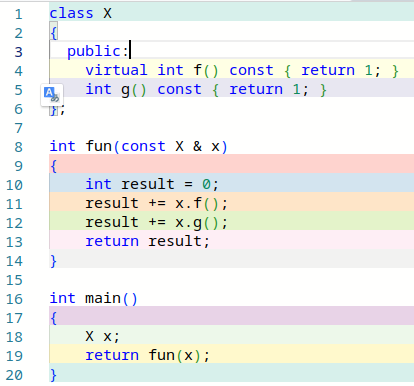 1 class X
2 {
3   public:
4     virtual int f() const { return 1; }
5     int g() const { return 1; }
6 };
7
8 int fun(const X & x)
9 {
10     int result = 0;
11     result += x.f();
12     result += x.g();
13     return result;
14 }
15
16 int main()
17 {
18     X x;
19     return fun(x);
20 }